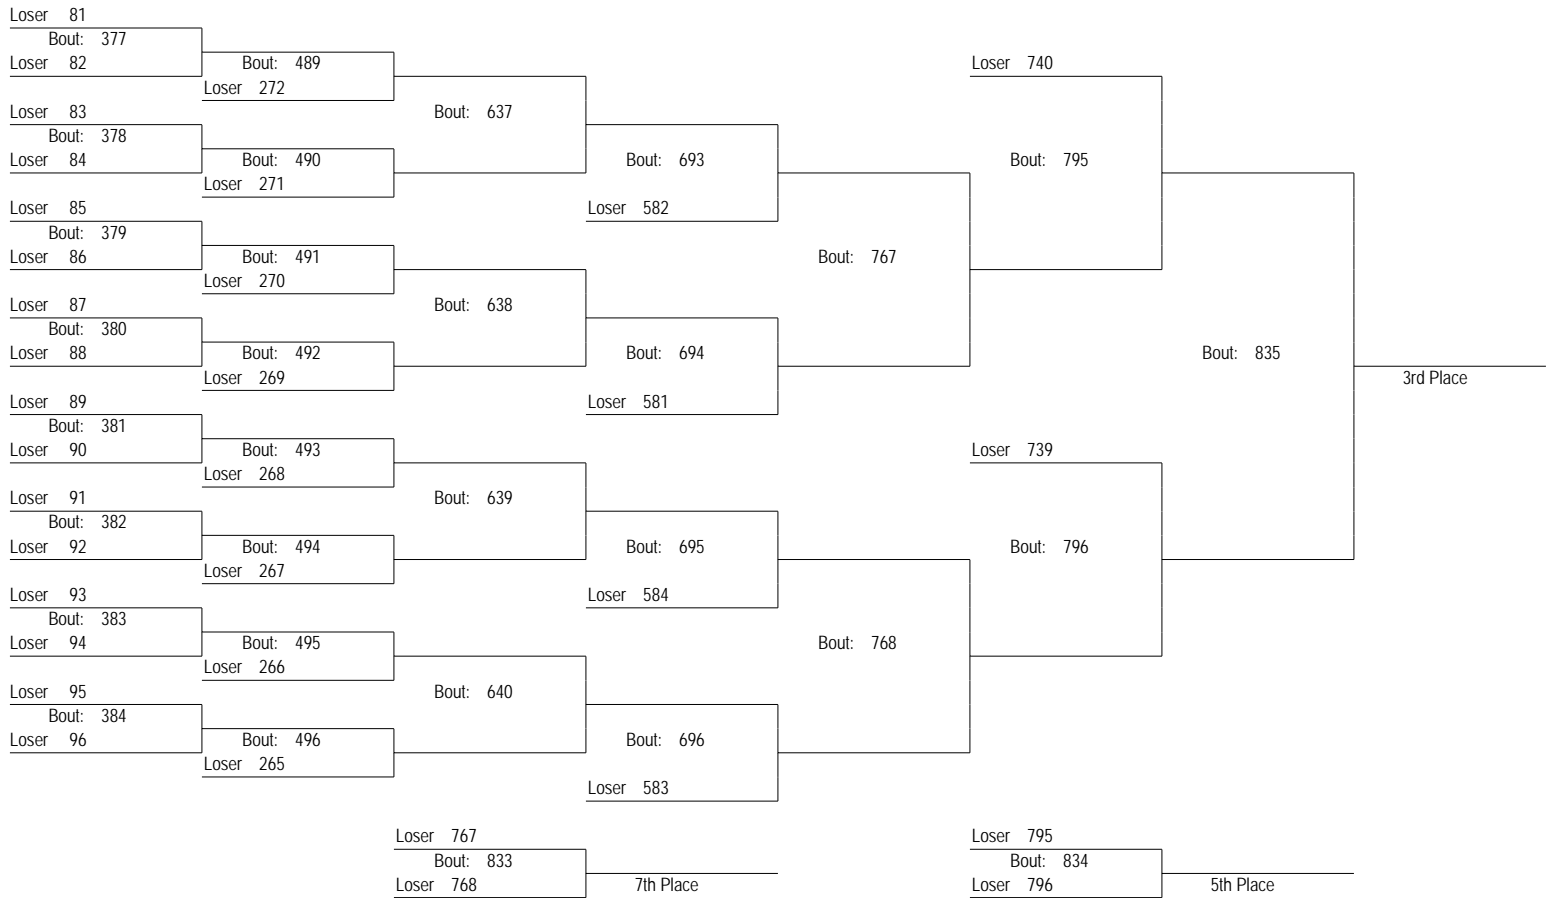 Loser 81
Bout: 377
Loser 82 Bout: 489 Loser 740
Loser 272
Loser 83 Bout: 637
Bout: 378
Loser 84 Bout: 490 Bout: 693 Bout: 795
Loser 271
Loser 85 Loser 582
Bout: 379
Loser 86 Bout: 491 Bout: 767
Loser 270
Loser 87 Bout: 638
Bout: 380
Loser 88 Bout: 492 Bout: 694 Bout: 835
Loser 269 3rd Place
Loser 89 Loser 581
Bout: 381
Loser 90 Bout: 493 Loser 739
Loser 268
Loser 91 Bout: 639
Bout: 382
Loser 92 Bout: 494 Bout: 695 Bout: 796
Loser 267
Loser 93 Loser 584
Bout: 383
Loser 94 Bout: 495 Bout: 768
Loser 266
Loser 95 Bout: 640
Bout: 384
Loser 96 Bout: 496 Bout: 696
Loser 265
Loser 583
Loser 767 Loser 795
Bout: 833 Bout: 834
Loser 768 7th Place Loser 796 5th Place